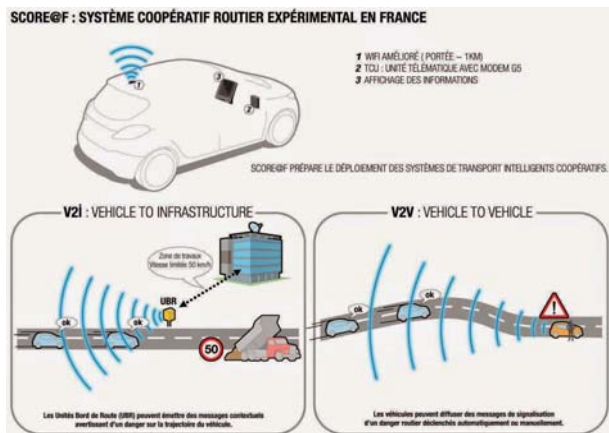 SCORE@F : SYSTÈME COOPÉRATIF ROUTIER EXPÉRIMENTAL EN FRANCE
1 WIFI AMÉLIORÉ ( PORTÉE ~ 1KM)
2 TCU : UNITÉ TÉLÉMATIQUE AVEC MODEM G5
3 AFFICHAGE DES INFORMATIONS
1
3
2
SCORE@F PRÉPARE LE DÉPLOIEMENT DES SYSTÈMES DE TRANSPORT INTELLIGENTS COOPÉRATIFS.
V2i : VEHICLE TO INFRASTRUCTURE
Zone de travaux
Vitesse limitée 50 km/h
UBR
ok
ok
50
Les Unités Bord de Route (UBR) peuvent émettre des messages contextuels
avertissant d'un danger sur la trajectoire du véhicule.
V2V : VEHICLE TO VEHICLE
ok
ok
!
Les véhicules peuvent diffuser des messages de signalisation
d'un danger routier déclenchés automatiquement ou manuellement.